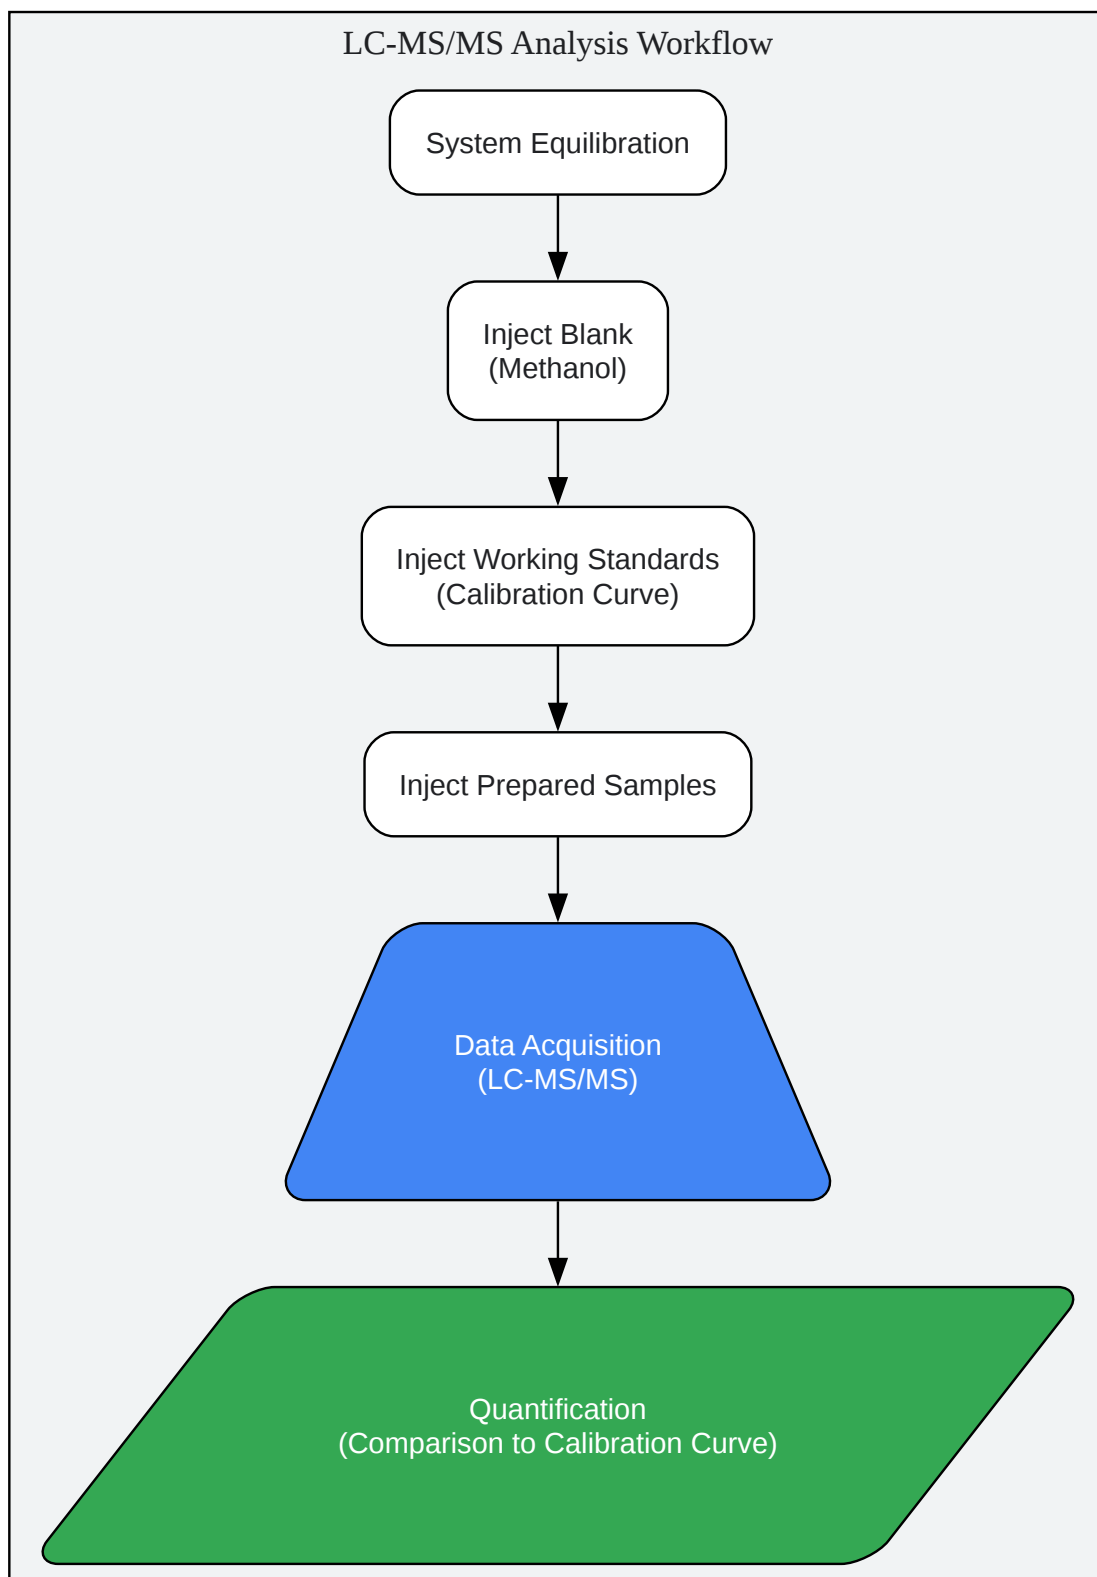 LC-MS/MS Analysis Workflow
System Equilibration
Inject Blank
(Methanol)
Inject Working Standards
(Calibration Curve)
Inject Prepared Samples
Data Acquisition
(LC-MS/MS)
Quantification
(Comparison to Calibration Curve)